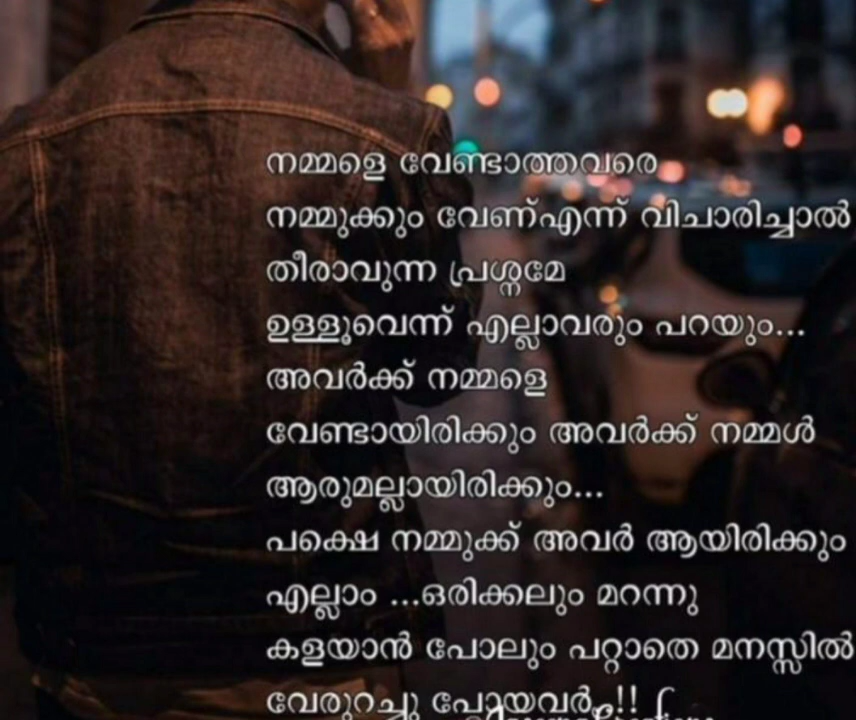 നമ്മളെ വേണ്ടാത്തവരെ
നമ്മുക്കും വേണ്എന്ന് വിചാരിച്ചാൽ
തീരാവുന്ന പ്രശ്നമേ
ഉള്ളൂവെന്ന് എല്ലാവരും പറയും...
അവർക്ക് നമ്മളെ
വേണ്ടായിരിക്കും അവർക്ക് നമ്മൾ
ആരുമല്ലായിരിക്കും...
പക്ഷെ നമ്മുക്ക് അവർ ആയിരിക്കും
എല്ലാം ...ഒരിക്കലും മറന്നു
കളയാൻ പോലും പറ്റാതെ മനസ്സിൽ
വേരുറച്ചു പോയവർ..!!